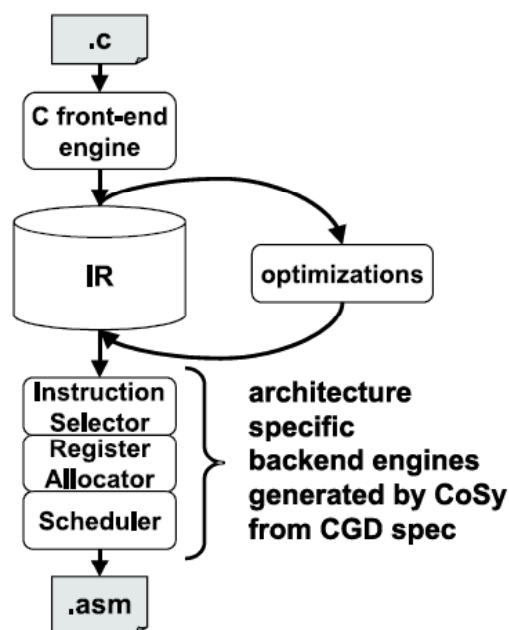 .c
C front-end
engine
IR
optimizations
Instruction
Selector
Register
Allocator
Scheduler
architecture
specific
backend engines
generated by CoSy
from CGD spec
.asm